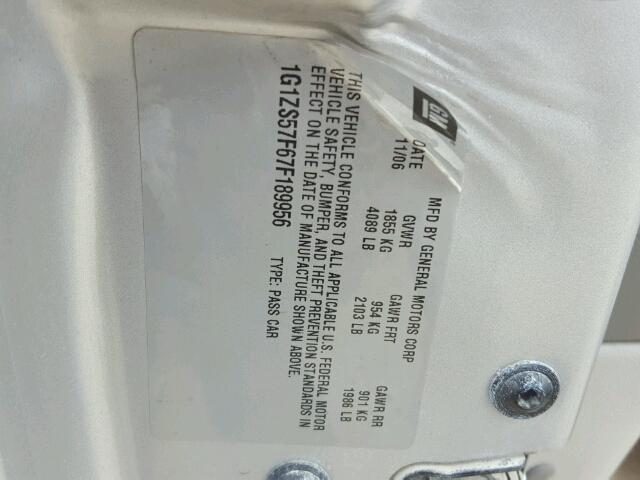 GM
MFD BY GENERAL MOTORS CORP
DATE GVWR GAWR FRT GAWR RR
11/06 1855 KG 954 KG 901 KG
4089 LB 2103 LB 1986 LB
THIS VEHICLE CONFORMS TO ALL APPLICABLE U.S. FEDERAL MOTOR
VEHICLE SAFETY, BUMPER, AND THEFT PREVENTION STANDARDS IN
EFFECT ON THE DATE OF MANUFACTURE SHOWN ABOVE.
1G1ZS57F67F189956 TYPE: PASS CAR